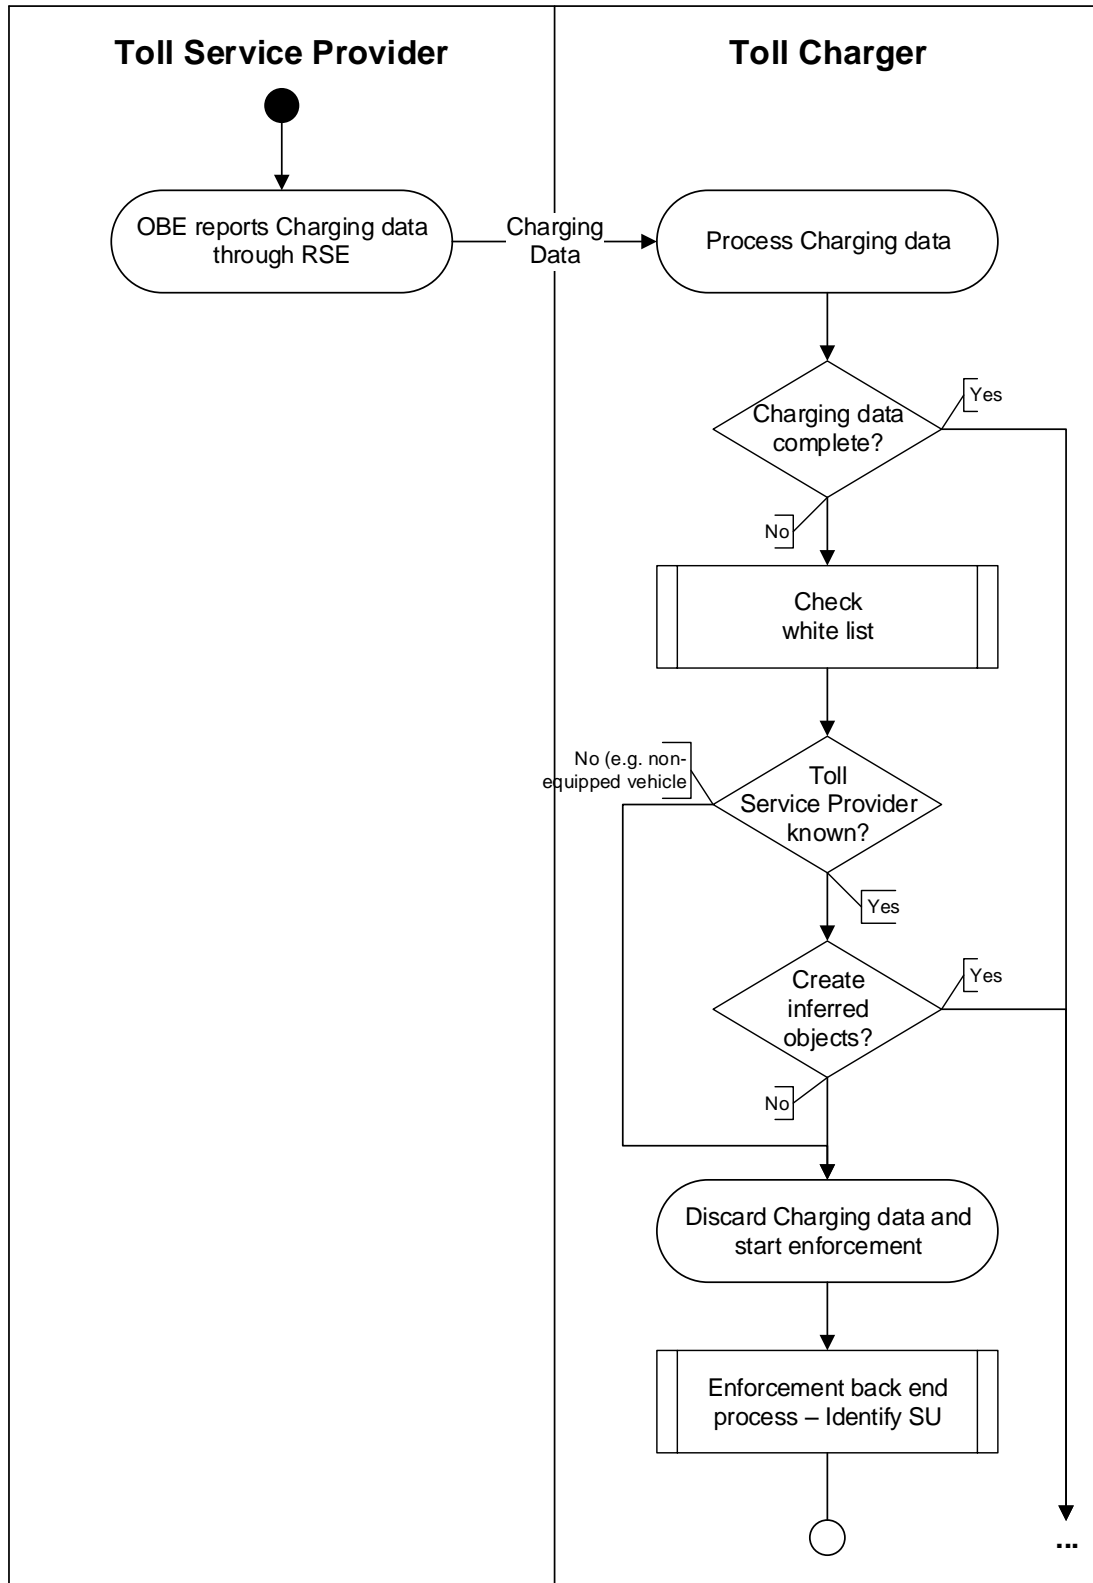 Toll Service Provider
Toll Charger
OBE reports Charging data
through RSE
Charging
Data
Process Charging data
Charging data
complete?
Yes
No
Check
white list
No (e.g. non-
equipped vehicle
Toll
Service Provider
known?
Yes
Create
inferred
objects?
Yes
No
Discard Charging data and
start enforcement
Enforcement back end
process – Identify SU
...